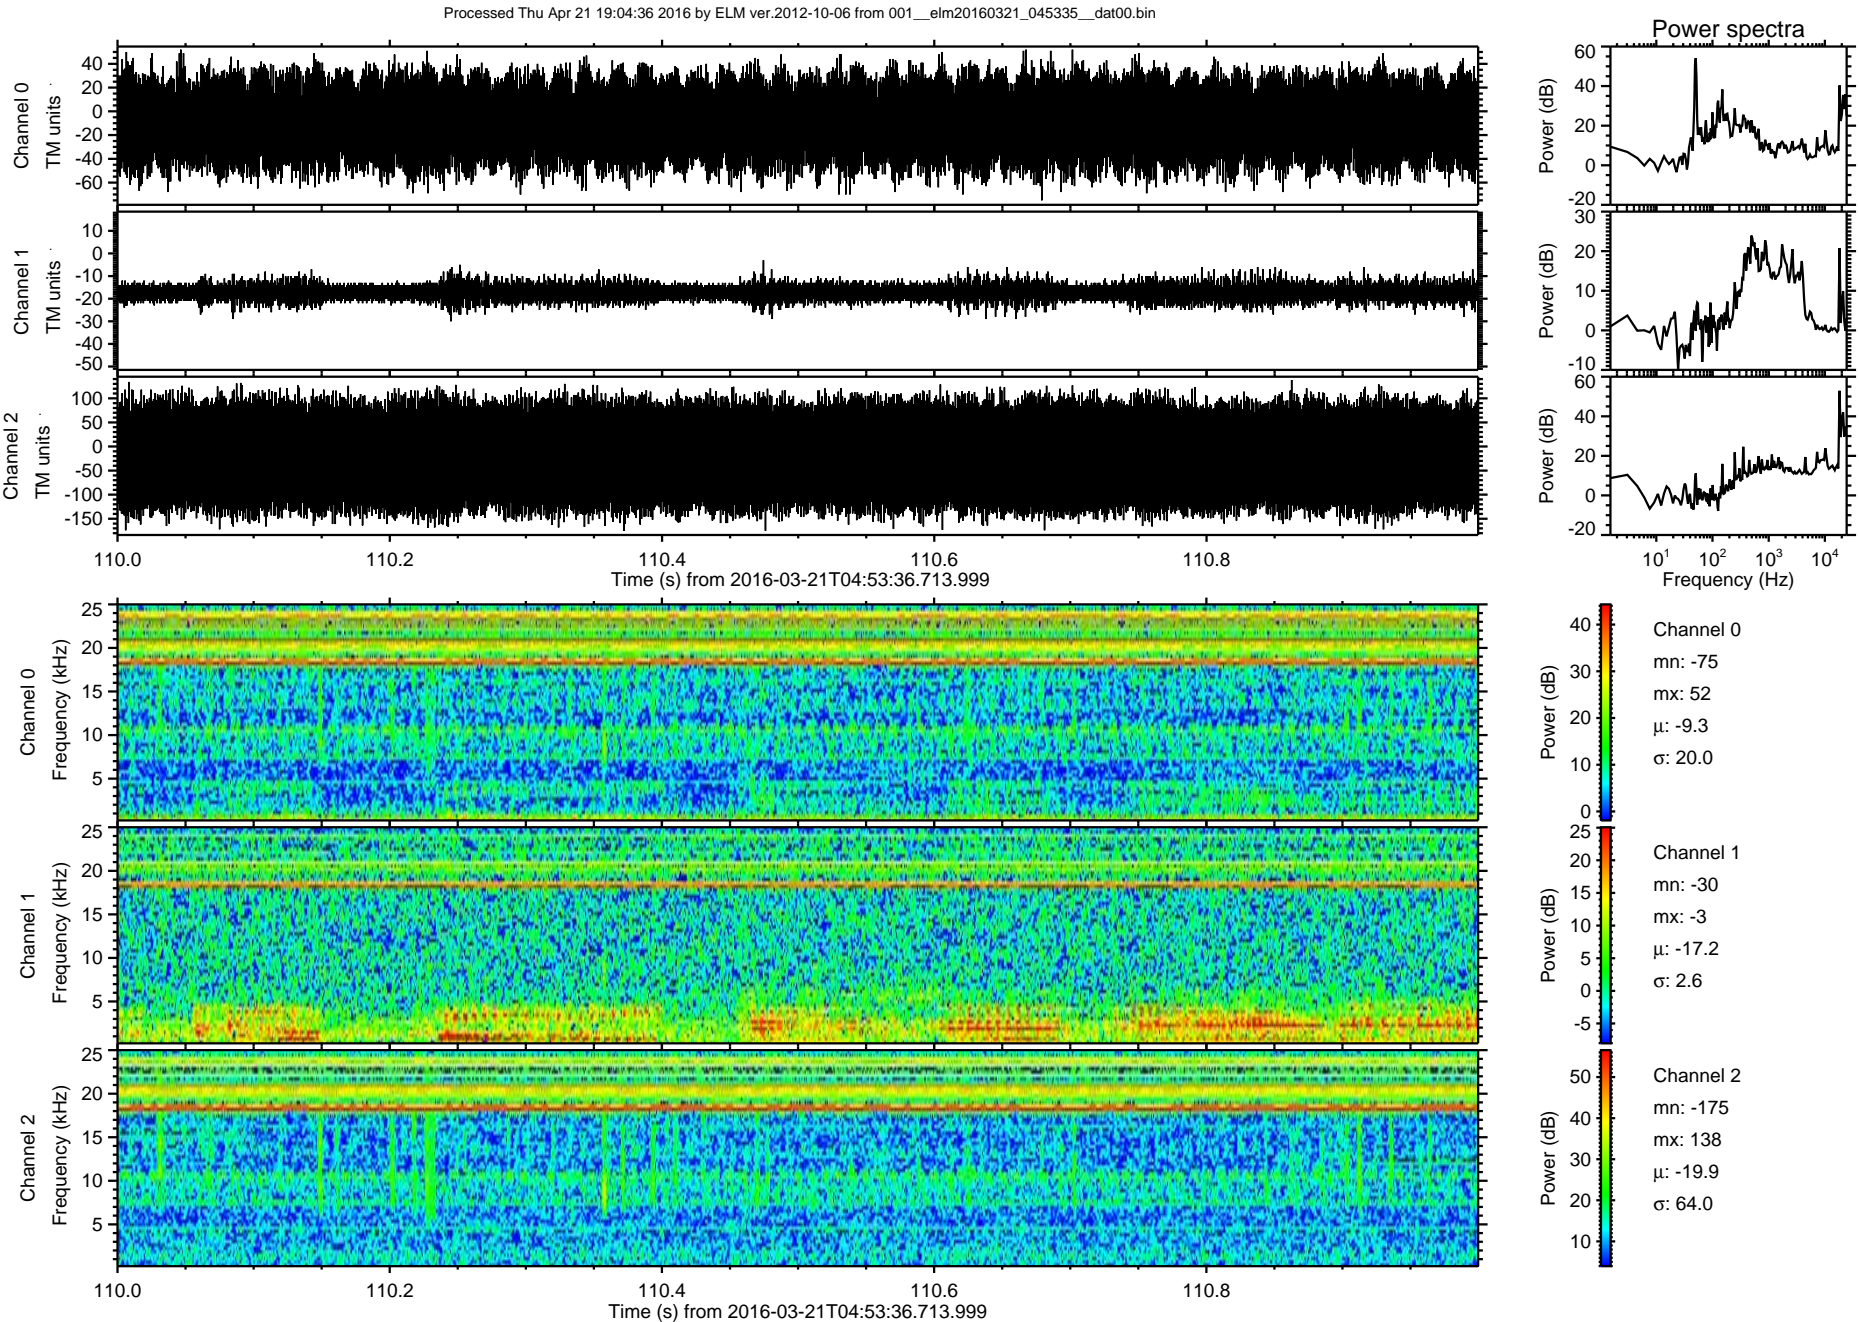 Processed Thu Apr 21 19:04:36 2016 by ELM ver.2012-10-06 from 001__elm20160321_045335__dat00.bin
Power spectra
Channel 0
TM units
40
20
0
-20
-40
-60
Power (dB)
60
40
20
0
-20
Channel 1
TM units
10
0
-10
-20
-30
-40
-50
Power (dB)
30
20
10
0
-10
Channel 2
TM units
100
50
0
-50
-100
-150
Power (dB)
60
40
20
0
-20
110.0 110.2 110.4 110.6 110.8
Time (s) from 2016-03-21T04:53:36.713.999
10^1 10^2 10^3 10^4
Frequency (Hz)
Channel 0
Frequency (kHz)
25
20
15
10
5
Power (dB)
40
30
20
10
0
Channel 0
mn: -75
mx: 52
μ: -9.3
σ: 20.0
Channel 1
Frequency (kHz)
25
20
15
10
5
Power (dB)
25
20
15
10
5
0
-5
Channel 1
mn: -30
mx: -3
μ: -17.2
σ: 2.6
Channel 2
Frequency (kHz)
25
20
15
10
5
Power (dB)
50
40
30
20
10
Channel 2
mn: -175
mx: 138
μ: -19.9
σ: 64.0
110.0 110.2 110.4 110.6 110.8
Time (s) from 2016-03-21T04:53:36.713.999